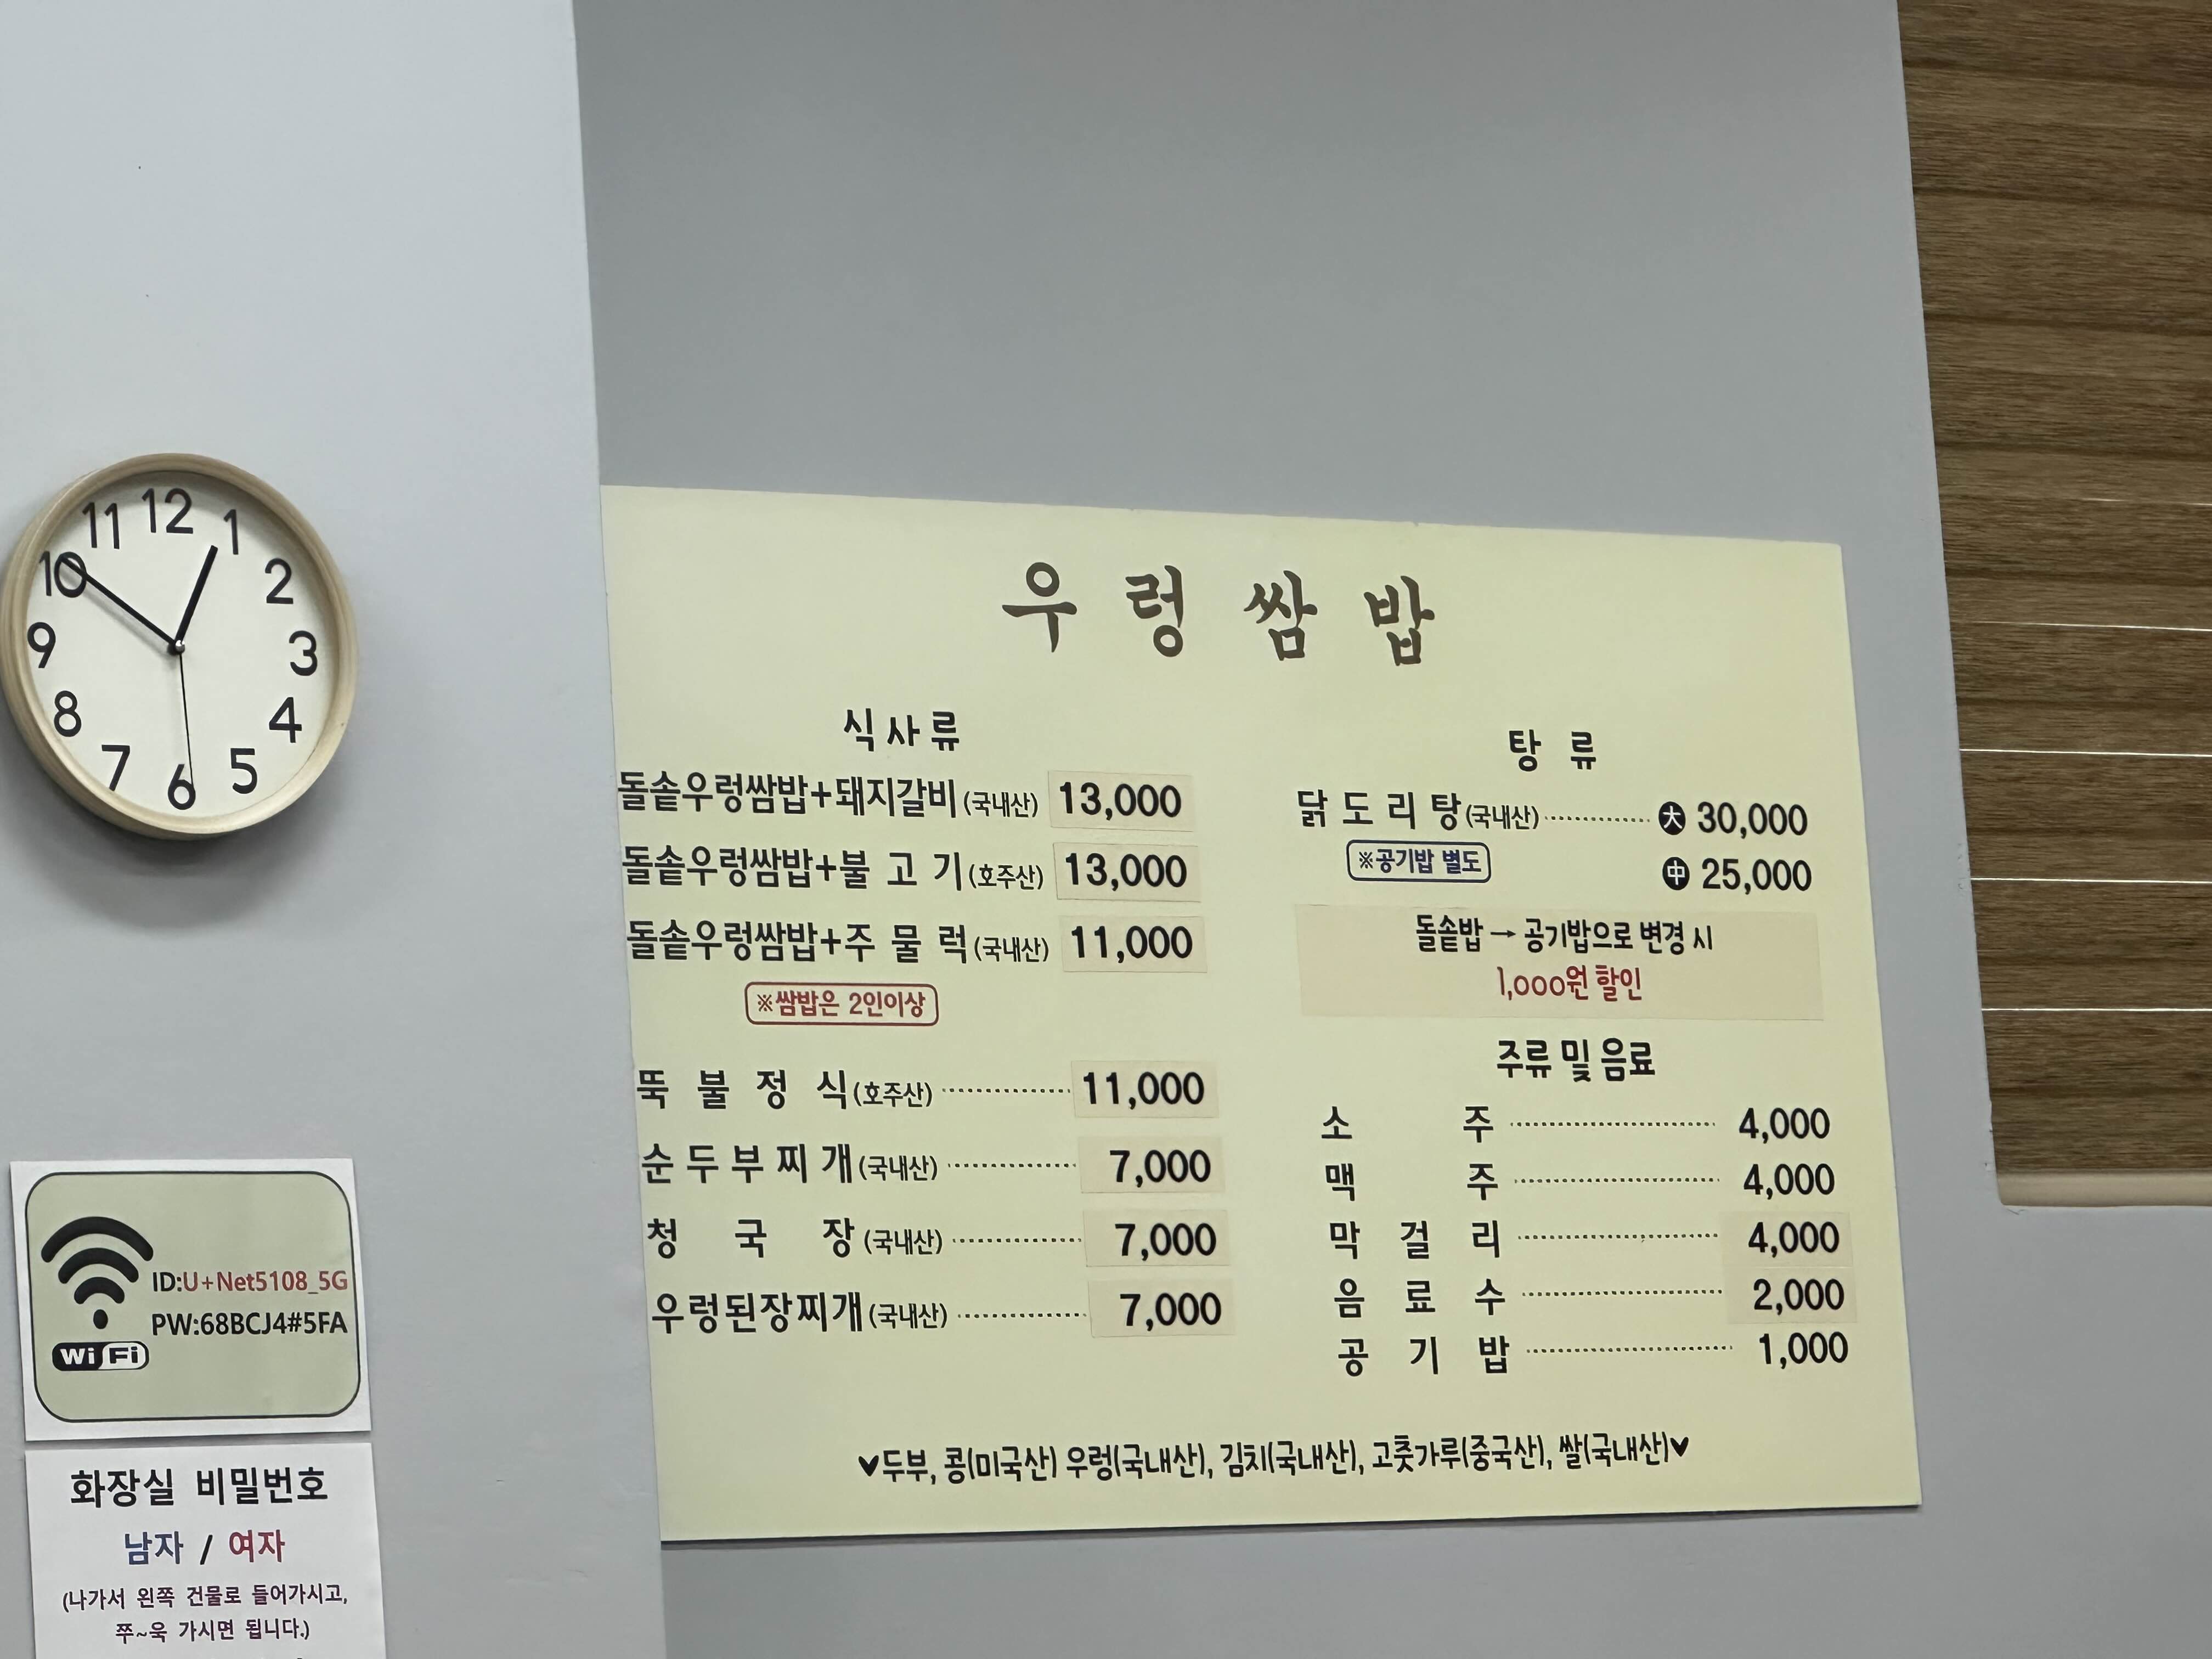 12
1
2
3
4
5
6
7
8
9
10
11
우렁쌈밥
식사류
돌솥우렁쌈밥+돼지갈비(국내산) 13,000
돌솥우렁쌈밥+불고기(호주산) 13,000
돌솥우렁쌈밥+주물럭(국내산) 11,000
※쌈밥은 2인이상
뚝불정식(호주산) 11,000
순두부찌개(국내산) 7,000
청국장(국내산) 7,000
우렁된장찌개(국내산) 7,000
탕류
닭도리탕(국내산) 大 30,000
※공기밥 별도 中 25,000
돌솥밥 → 공기밥으로 변경 시
1,000원 할인
주류 및 음료
소주 4,000
맥주 4,000
막걸리 4,000
음료수 2,000
공기밥 1,000
♥두부, 콩(미국산) 우렁(국내산), 김치(국내산), 고춧가루(중국산), 쌀(국내산)♥
ID:U+Net5108_5G
PW:68BCJ4#5FA
WiFi
화장실 비밀번호
남자 / 여자
(나가서 왼쪽 건물로 들어가시고,
쭈~욱 가시면 됩니다.)